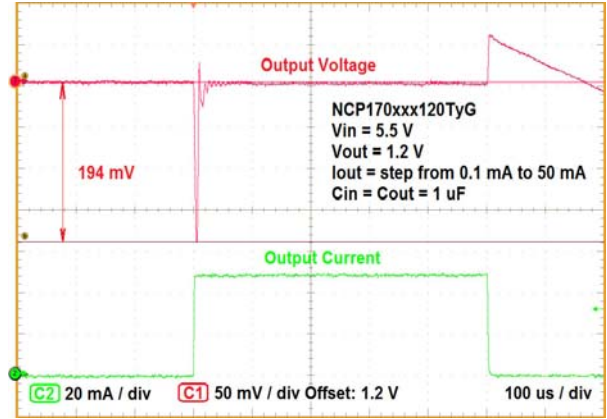 Output Voltage
NCP170xxx120TyG
Vin = 5.5 V
Vout = 1.2 V
Iout = step from 0.1 mA to 50 mA
Cin = Cout = 1 uF
194 mV
Output Current
C2 20 mA / div C1 50 mV / div Offset: 1.2 V 100 us / div